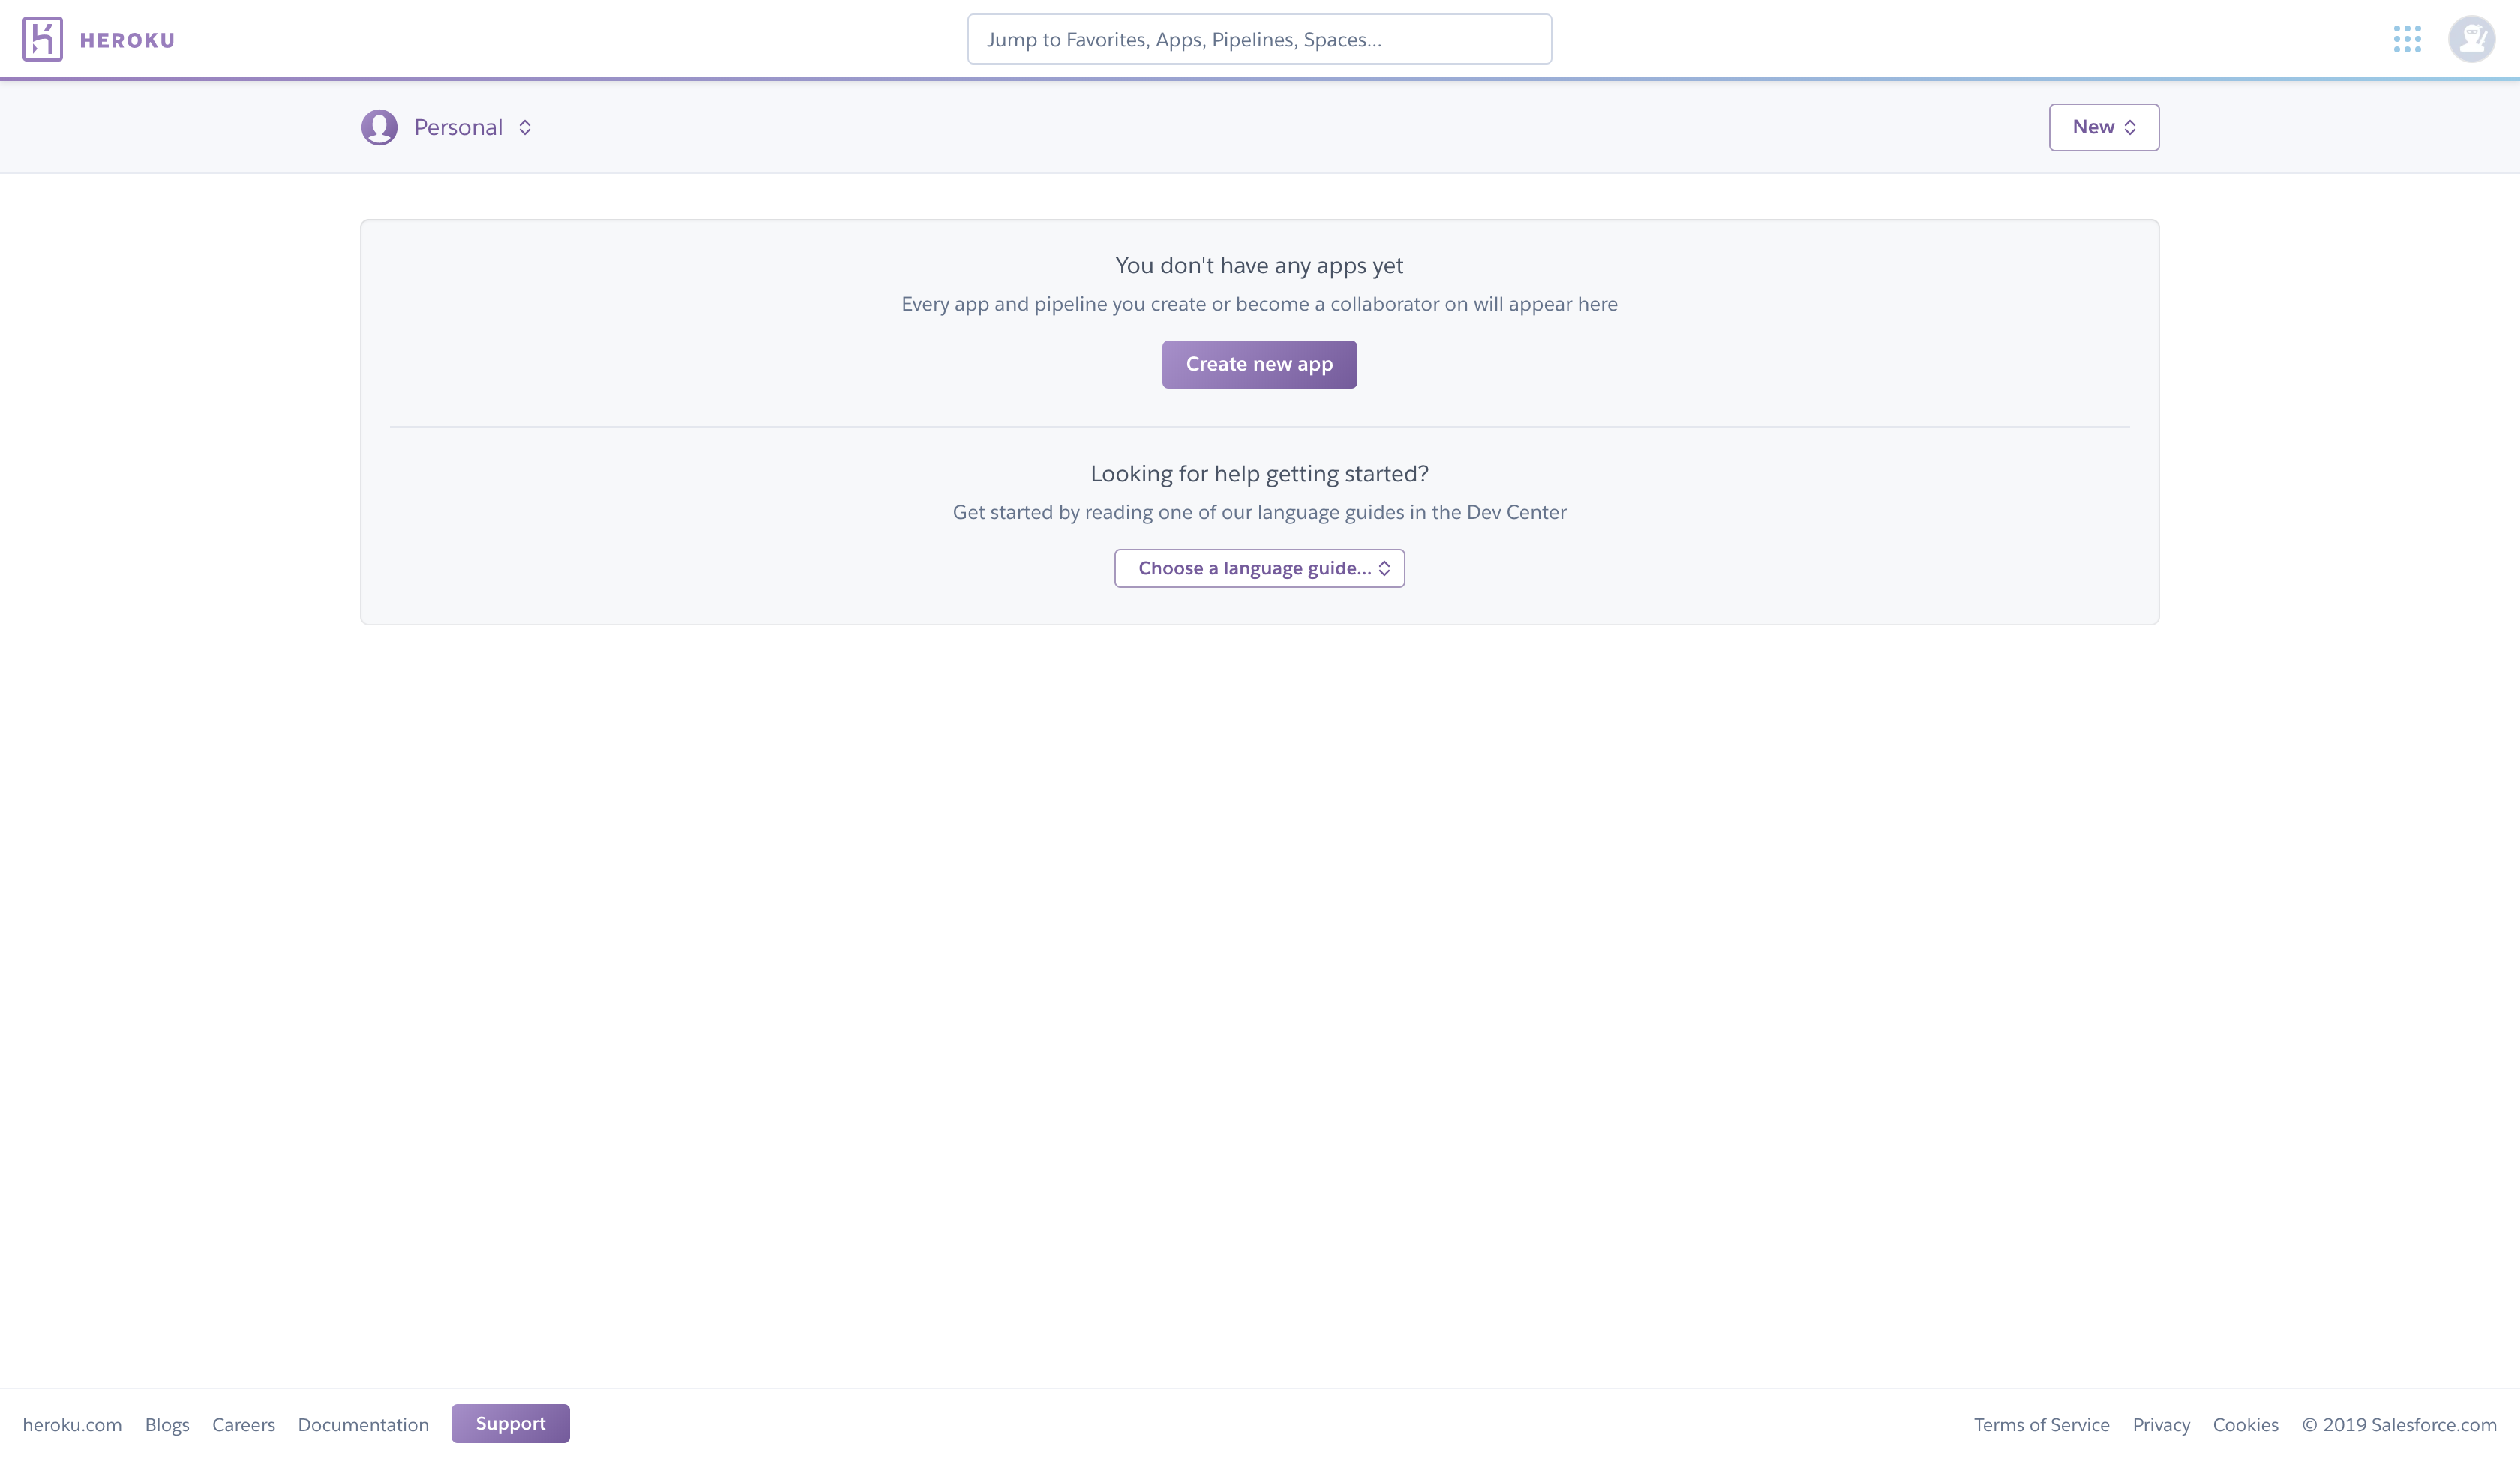 HEROKU
Jump to Favorites, Apps, Pipelines, Spaces...
Personal
New
You don't have any apps yet
Every app and pipeline you create or become a collaborator on will appear here
Create new app
Looking for help getting started?
Get started by reading one of our language guides in the Dev Center
Choose a language guide...
heroku.com Blogs Careers Documentation Support Terms of Service Privacy Cookies © 2019 Salesforce.com